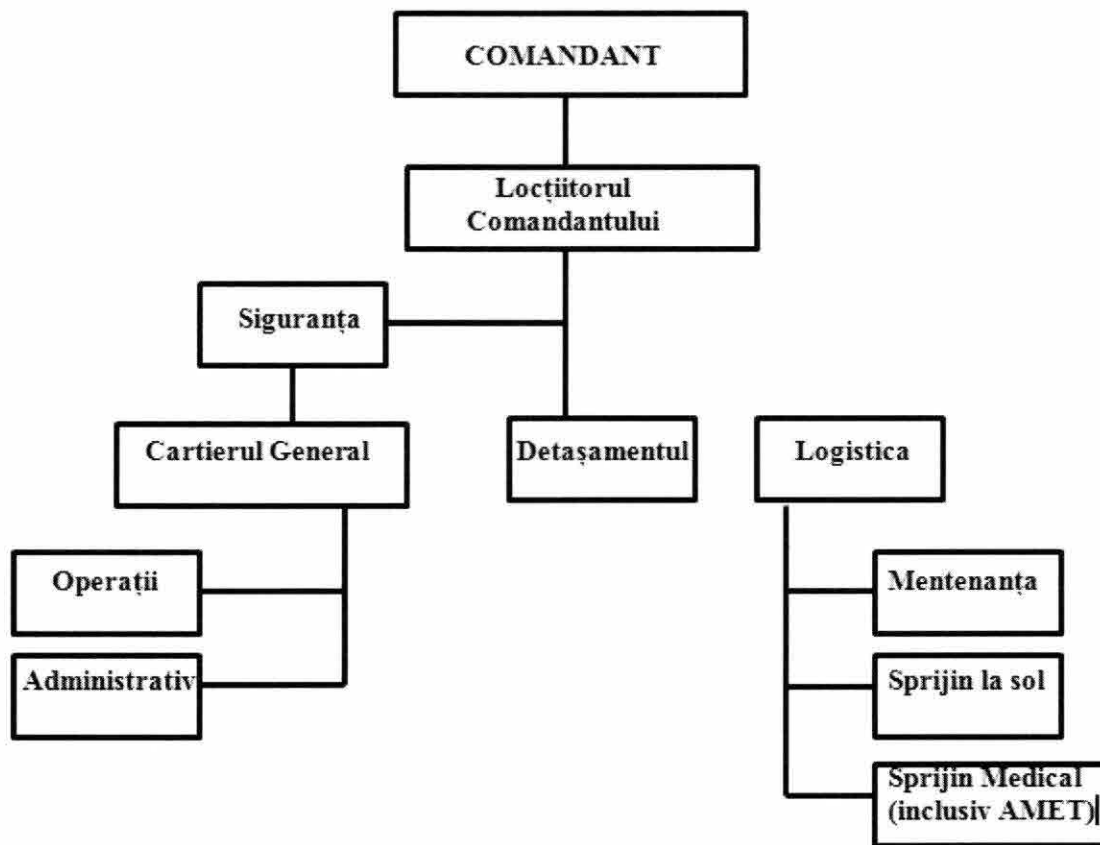 COMANDANT
Locțiitorul
Comandantului
Siguranța
Cartierul General
Detașamentul
Logistica
Operații
Mentenanța
Administrativ
Sprijin la sol
Sprijin Medical
(inclusiv AMET)